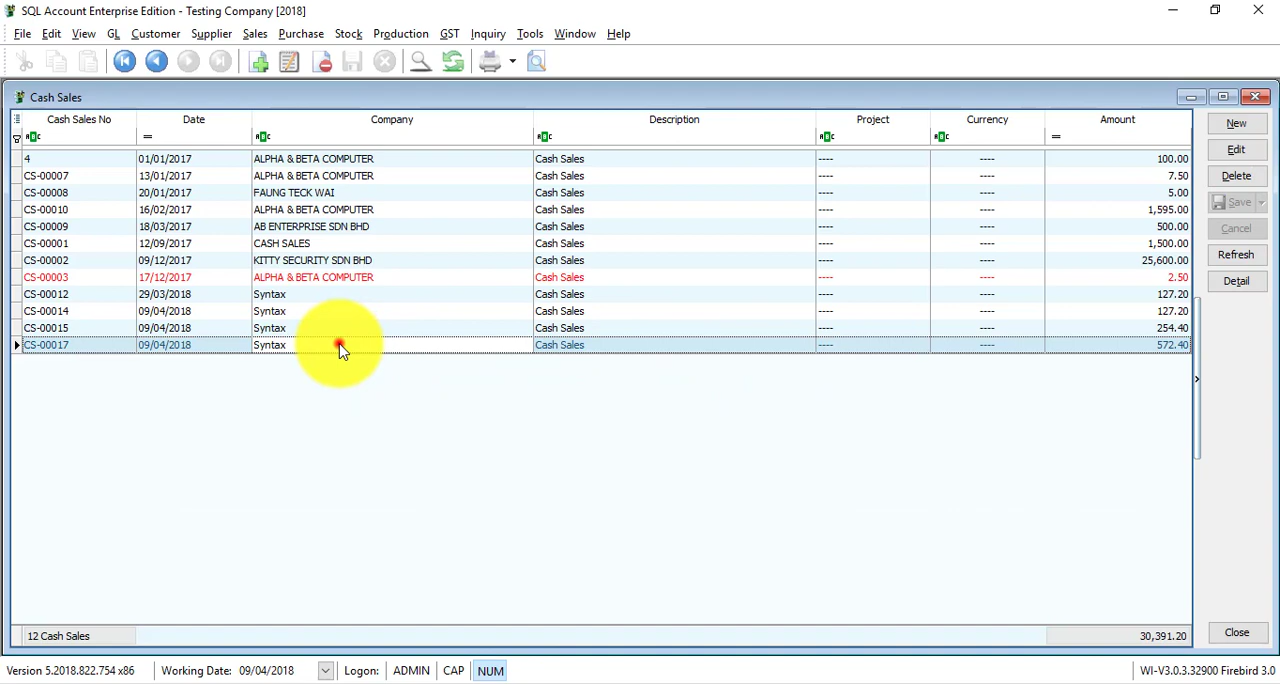 SQL Account Enterprise Edition - Testing Company [2018]
File Edit View GL Customer Supplier Sales Purchase Stock Production GST Inquiry Tools Window Help
Cash Sales
Cash Sales No Date Company Description Project Currency Amount
4 01/01/2017 ALPHA & BETA COMPUTER Cash Sales ---- ---- 100.00
CS-00007 13/01/2017 ALPHA & BETA COMPUTER Cash Sales ---- ---- 7.50
CS-00008 20/01/2017 FAUNG TECK WAI Cash Sales ---- ---- 5.00
CS-00010 16/02/2017 ALPHA & BETA COMPUTER Cash Sales ---- ---- 1,595.00
CS-00009 18/03/2017 AB ENTERPRISE SDN BHD Cash Sales ---- ---- 500.00
CS-00001 12/09/2017 CASH SALES Cash Sales ---- ---- 1,500.00
CS-00002 09/12/2017 KITTY SECURITY SDN BHD Cash Sales ---- ---- 25,600.00
CS-00003 17/12/2017 ALPHA & BETA COMPUTER Cash Sales ---- ---- 2.50
CS-00012 29/03/2018 Syntax Cash Sales ---- ---- 127.20
CS-00014 09/04/2018 Syntax Cash Sales ---- ---- 127.20
CS-00015 09/04/2018 Syntax Cash Sales ---- ---- 254.40
CS-00017 09/04/2018 Syntax Cash Sales ---- ---- 572.40
12 Cash Sales 30,391.20
New
Edit
Delete
Save
Cancel
Refresh
Detail
Close
Version 5.2018.822.754 x86 Working Date: 09/04/2018 Logon: ADMIN CAP NUM WI-V3.0.3.32900 Firebird 3.0